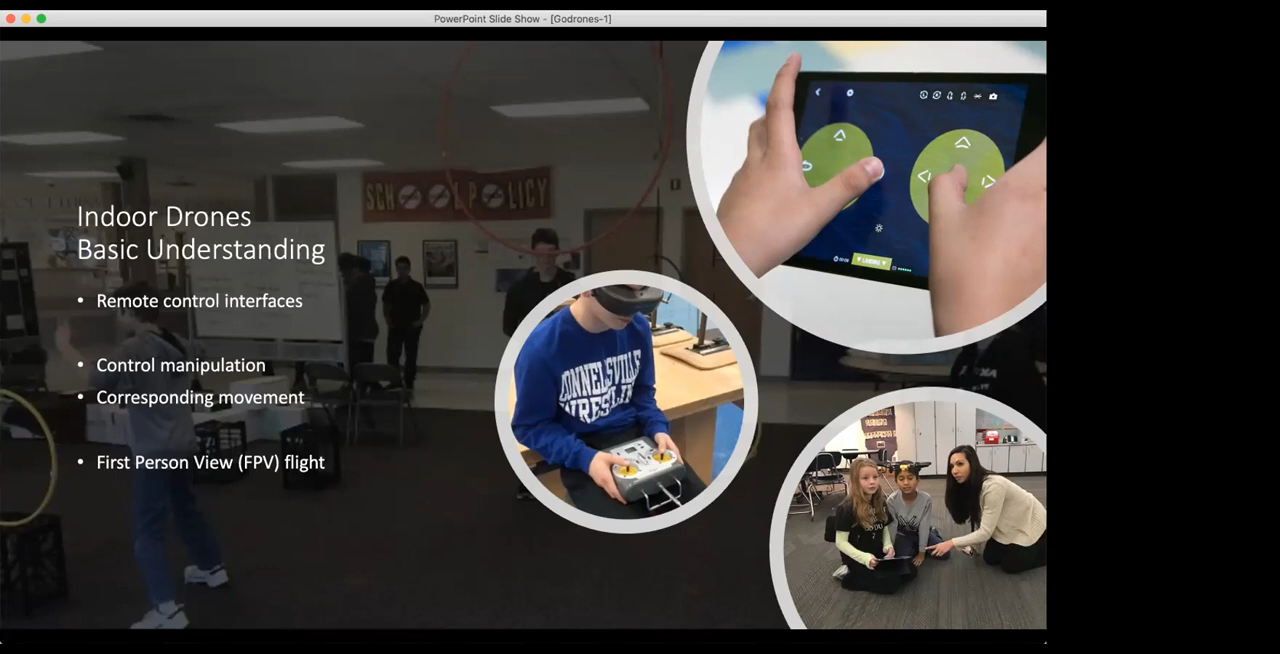 PowerPoint Slide Show - [Godrones-1]
SCHOOL POLICY
Indoor Drones
Basic Understanding
• Remote control interfaces
• Control manipulation
• Corresponding movement
• First Person View (FPV) flight
CONNELLSVILLE
WRESTLING